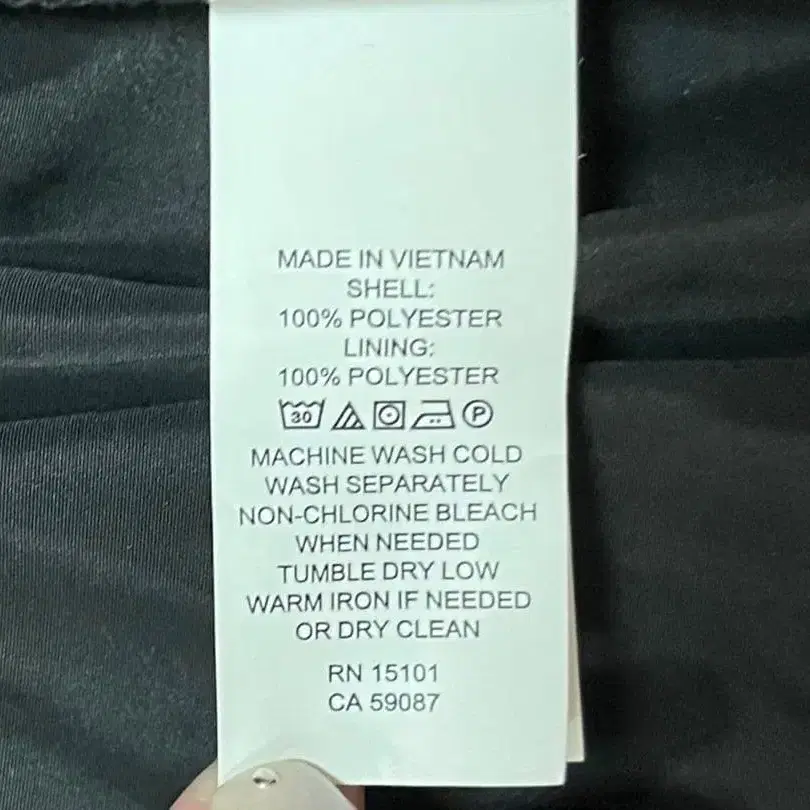 MADE IN VIETNAM
SHELL:
100% POLYESTER
LINING:
100% POLYESTER
30 P
MACHINE WASH COLD
WASH SEPARATELY
NON-CHLORINE BLEACH
WHEN NEEDED
TUMBLE DRY LOW
WARM IRON IF NEEDED
OR DRY CLEAN
RN 15101
CA 59087